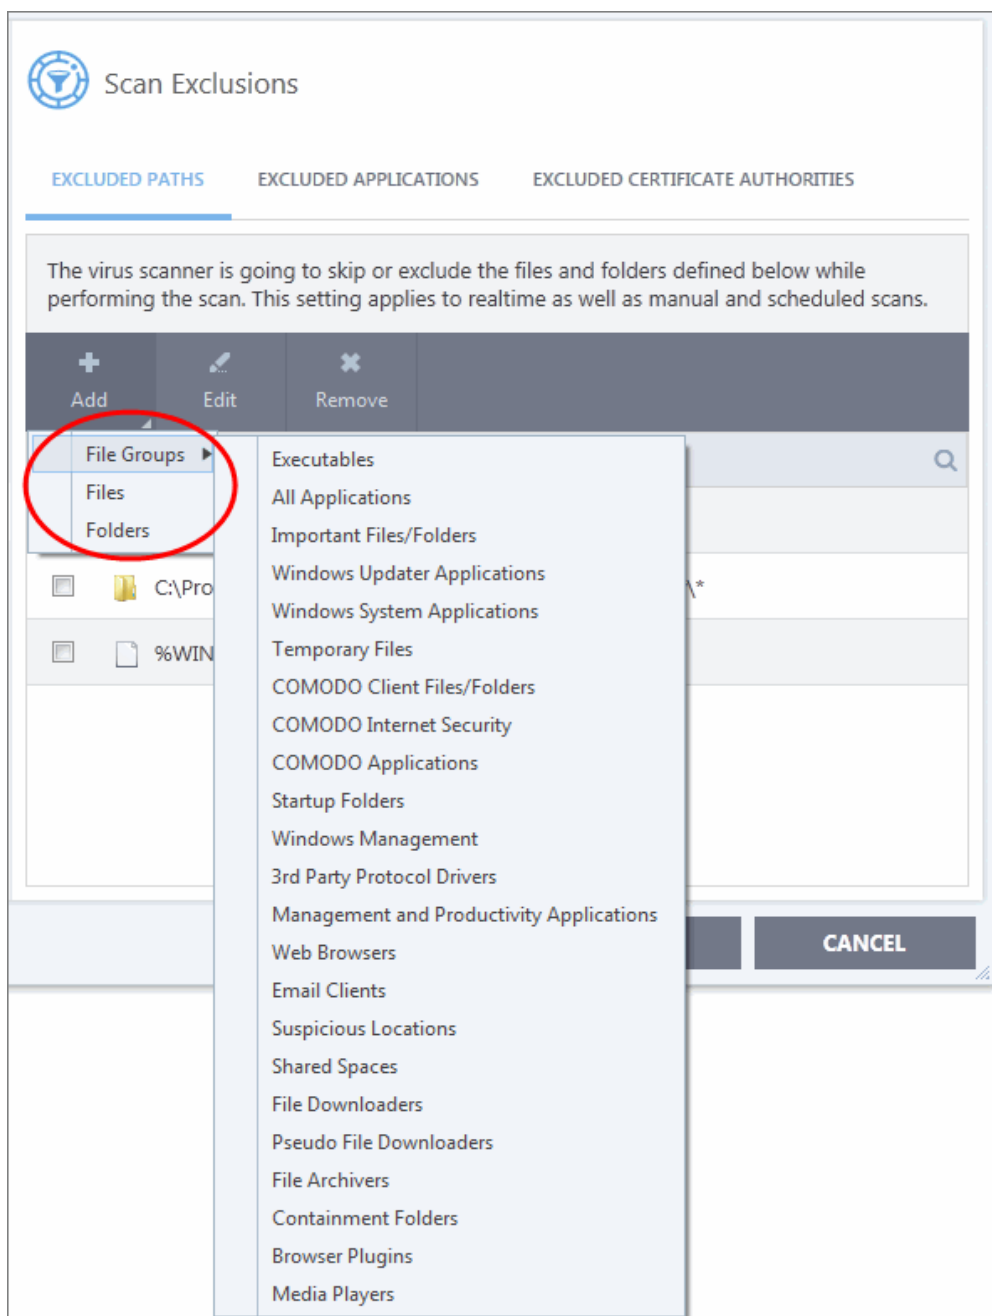 Scan Exclusions
EXCLUDED PATHS EXCLUDED APPLICATIONS EXCLUDED CERTIFICATE AUTHORITIES
The virus scanner is going to skip or exclude the files and folders defined below while
performing the scan. This setting applies to realtime as well as manual and scheduled scans.
Add Edit Remove
File Groups
Files
Folders
Executables
All Applications
Important Files/Folders
Windows Updater Applications
Windows System Applications
Temporary Files
COMODO Client Files/Folders
COMODO Internet Security
COMODO Applications
Startup Folders
Windows Management
3rd Party Protocol Drivers
Management and Productivity Applications
Web Browsers
Email Clients
Suspicious Locations
Shared Spaces
File Downloaders
Pseudo File Downloaders
File Archivers
Containment Folders
Browser Plugins
Media Players
C:\Pro \*
%WIN
CANCEL